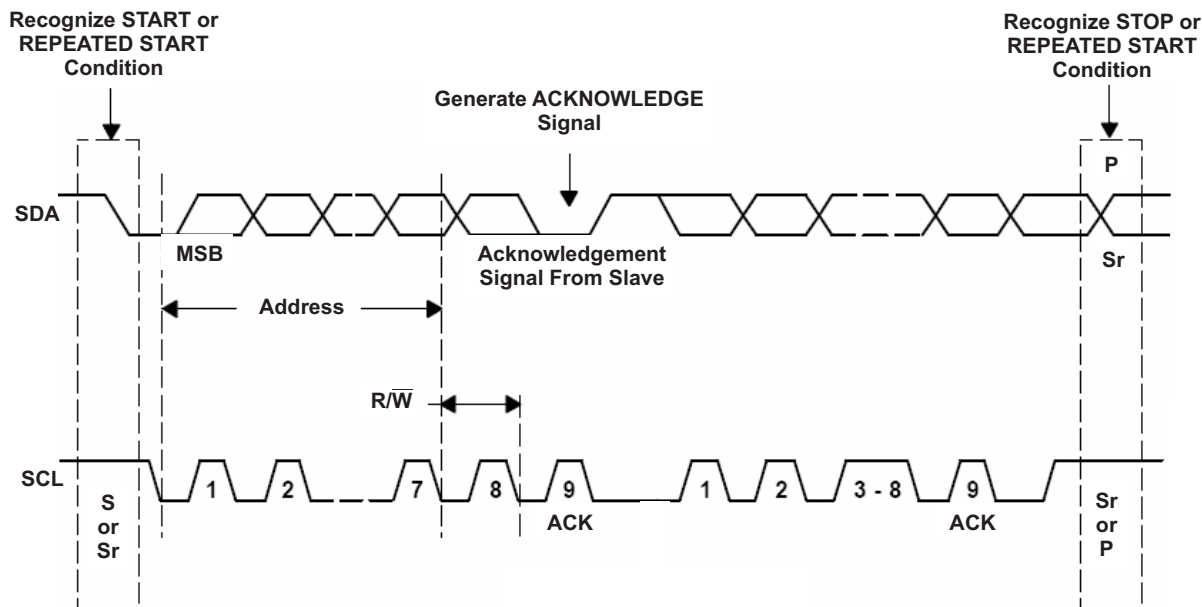 Recognize START or
REPEATED START
Condition
Recognize STOP or
REPEATED START
Condition
Generate ACKNOWLEDGE
Signal
P
SDA
MSB
Acknowledgement
Signal From Slave
Sr
Address
R/W̅
SCL
1
2
7
8
9
1
2
3 - 8
9
ACK
ACK
S
or
Sr
Sr
or
P